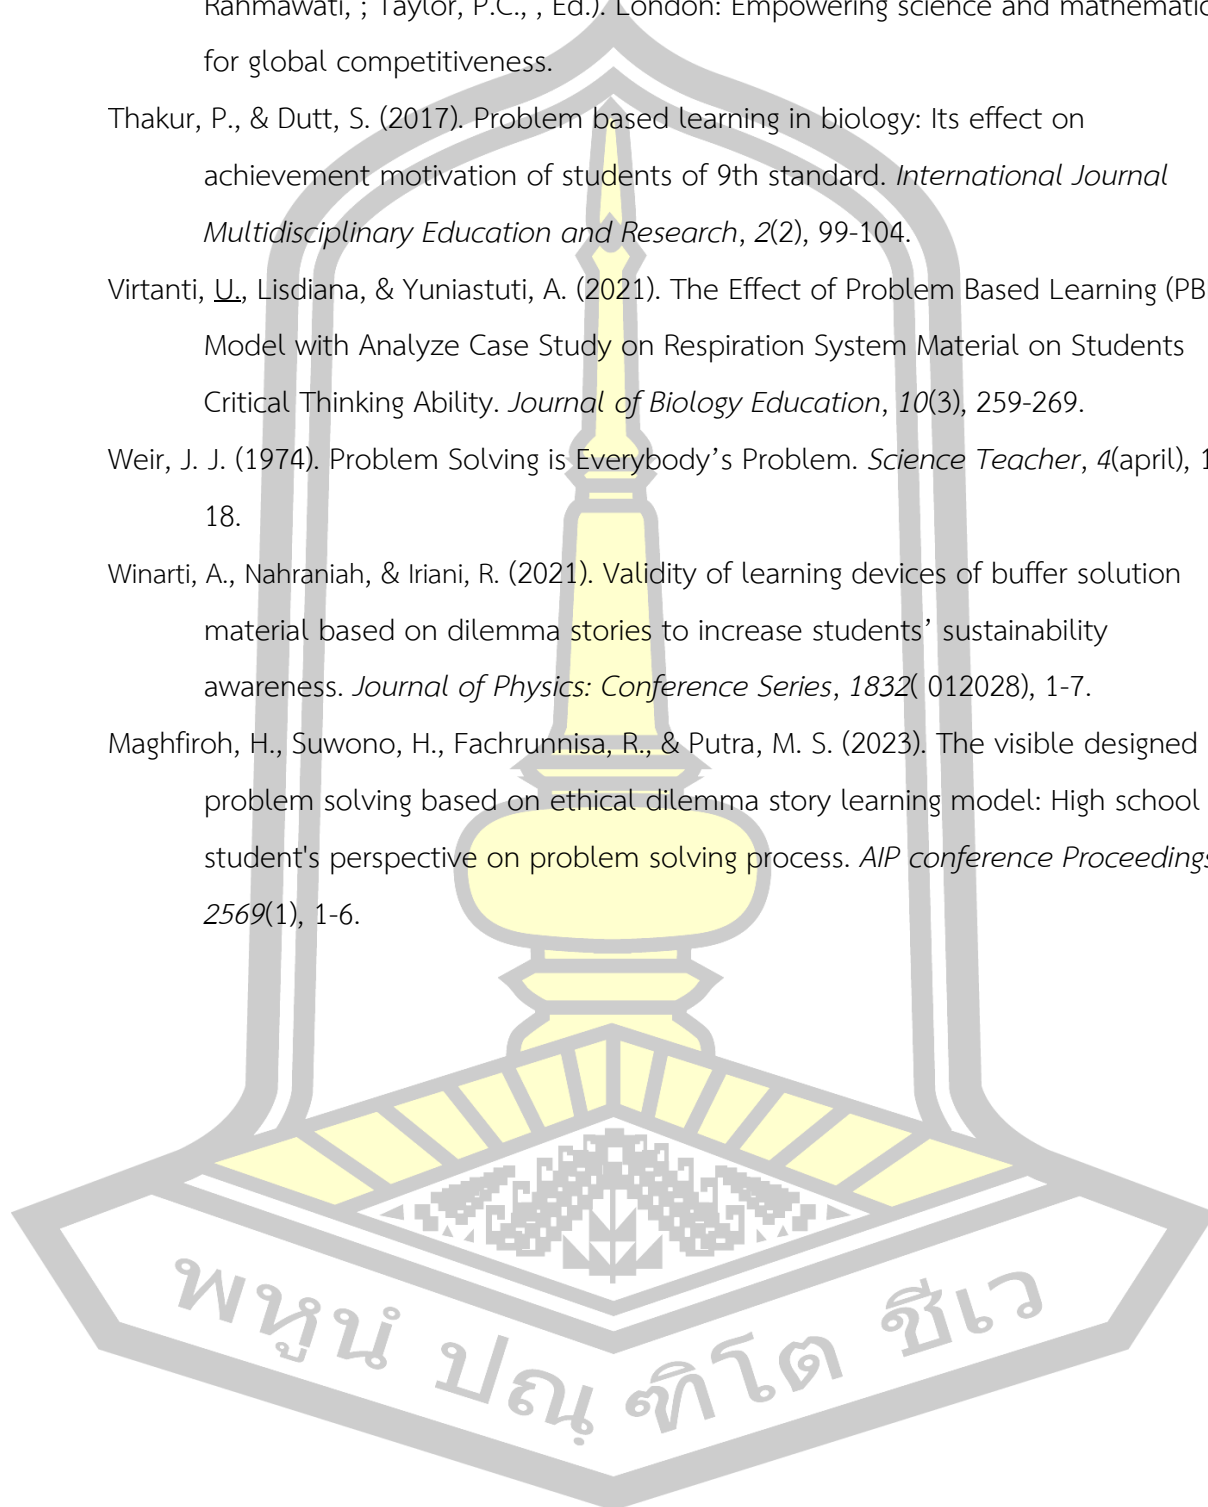 Rahmawati, ; Taylor, P.C., , Ed.). London: Empowering science and mathematic
for global competitiveness.
Thakur, P., & Dutt, S. (2017). Problem based learning in biology: Its effect on
achievement motivation of students of 9th standard. International Journal
Multidisciplinary Education and Research, 2(2), 99-104.
Virtanti, U., Lisdiana, & Yuniastuti, A. (2021). The Effect of Problem Based Learning (PB
Model with Analyze Case Study on Respiration System Material on Students
Critical Thinking Ability. Journal of Biology Education, 10(3), 259-269.
Weir, J. J. (1974). Problem Solving is Everybody’s Problem. Science Teacher, 4(april), 1
18.
Winarti, A., Nahraniah, & Iriani, R. (2021). Validity of learning devices of buffer solution
material based on dilemma stories to increase students’ sustainability
awareness. Journal of Physics: Conference Series, 1832( 012028), 1-7.
Maghfiroh, H., Suwono, H., Fachrunnisa, R., & Putra, M. S. (2023). The visible designed
problem solving based on ethical dilemma story learning model: High school
student's perspective on problem solving process. AIP conference Proceedings
2569(1), 1-6.
พหูนํ ปณฺฑิโต ชีเว